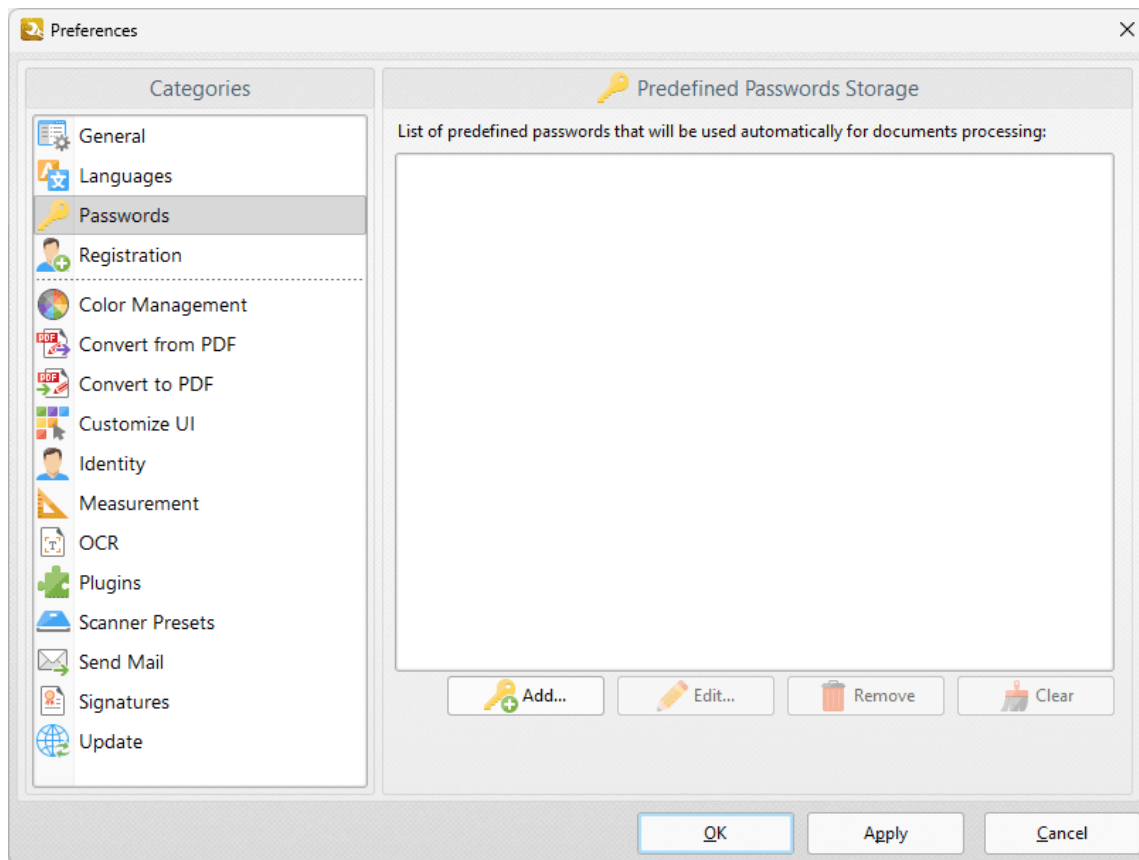 Preferences
Categories
General
Languages
Passwords
Registration
Color Management
Convert from PDF
Convert to PDF
Customize UI
Identity
Measurement
OCR
Plugins
Scanner Presets
Send Mail
Signatures
Update
Predefined Passwords Storage
List of predefined passwords that will be used automatically for documents processing:
Add... Edit... Remove Clear
OK Apply Cancel